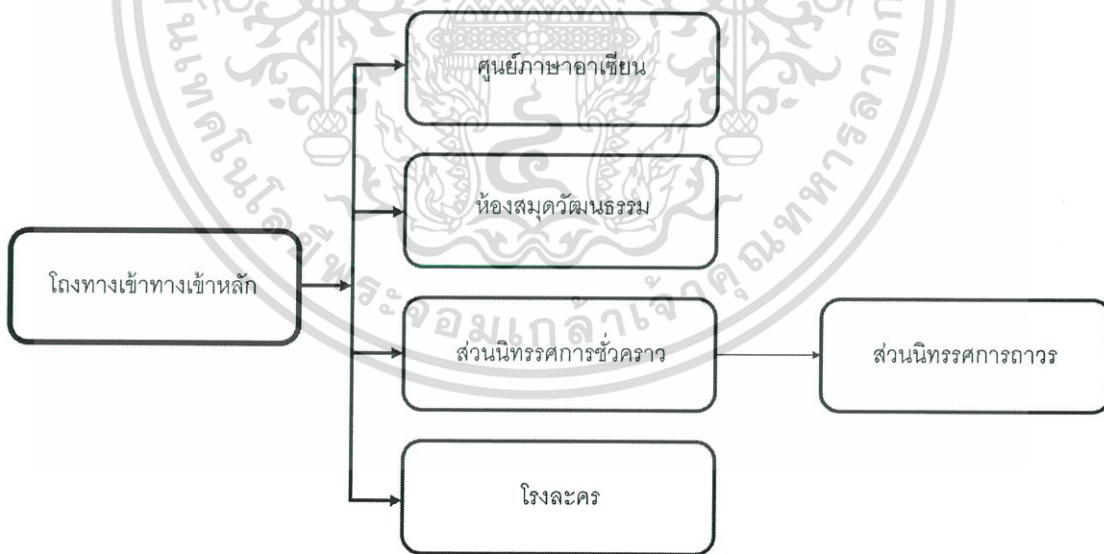 ศูนย์ภาษาอาเซียน
ห้องสมุดวัฒนธรรม
โถงทางเข้าทางเข้าหลัก
ส่วนนิทรรศการชั่วคราว
ส่วนนิทรรศการถาวร
โรงละคร